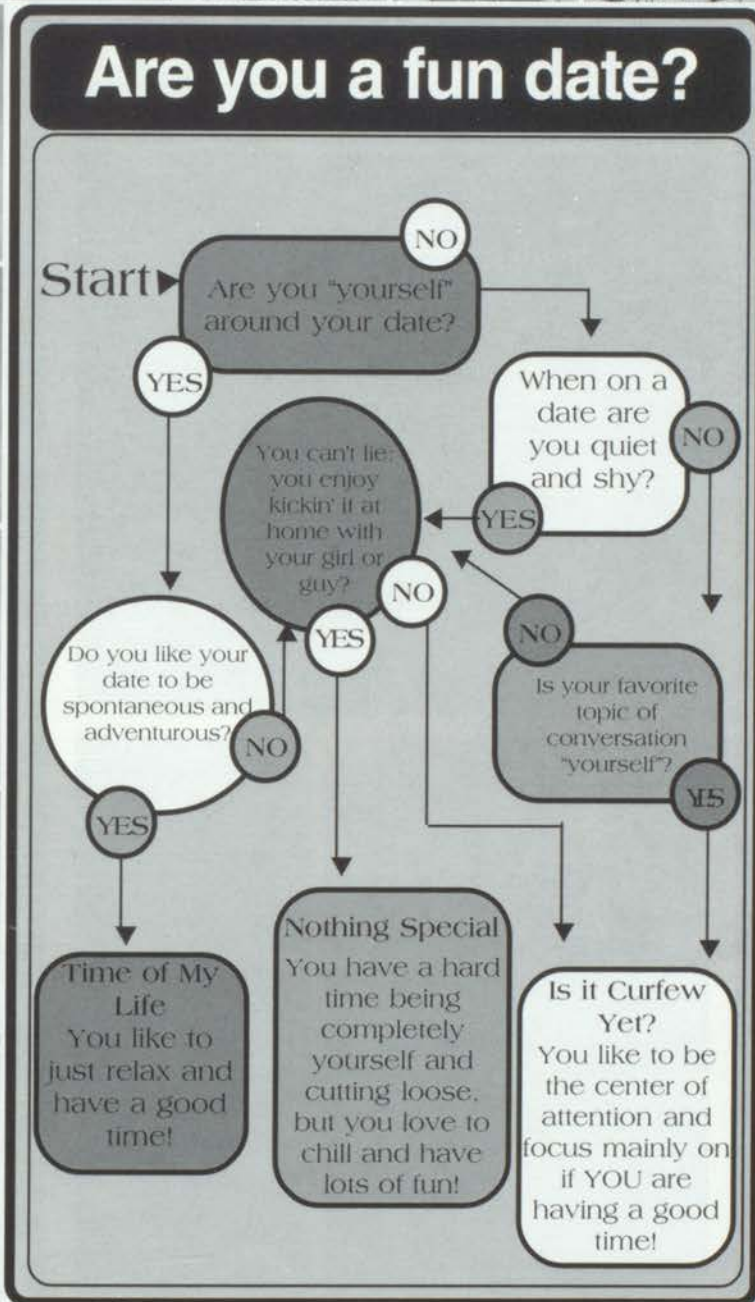 Are you a fun date?
Start
NO
Are you "yourself"
around your date?
YES
When on a
date are
you quiet
and shy?
NO
YES
You can't lie:
you enjoy
kickin' it at
home with
your girl or
guy?
NO
YES
Do you like your
date to be
spontaneous and
adventurous?
NO
YES
NO
Is your favorite
topic of
conversation
"yourself"?
YES
Time of My
Life
You like to
just relax and
have a good
time!
Nothing Special
You have a hard
time being
completely
yourself and
cutting loose,
but you love to
chill and have
lots of fun!
Is it Curfew
Yet?
You like to be
the center of
attention and
focus mainly on
if YOU are
having a good
time!